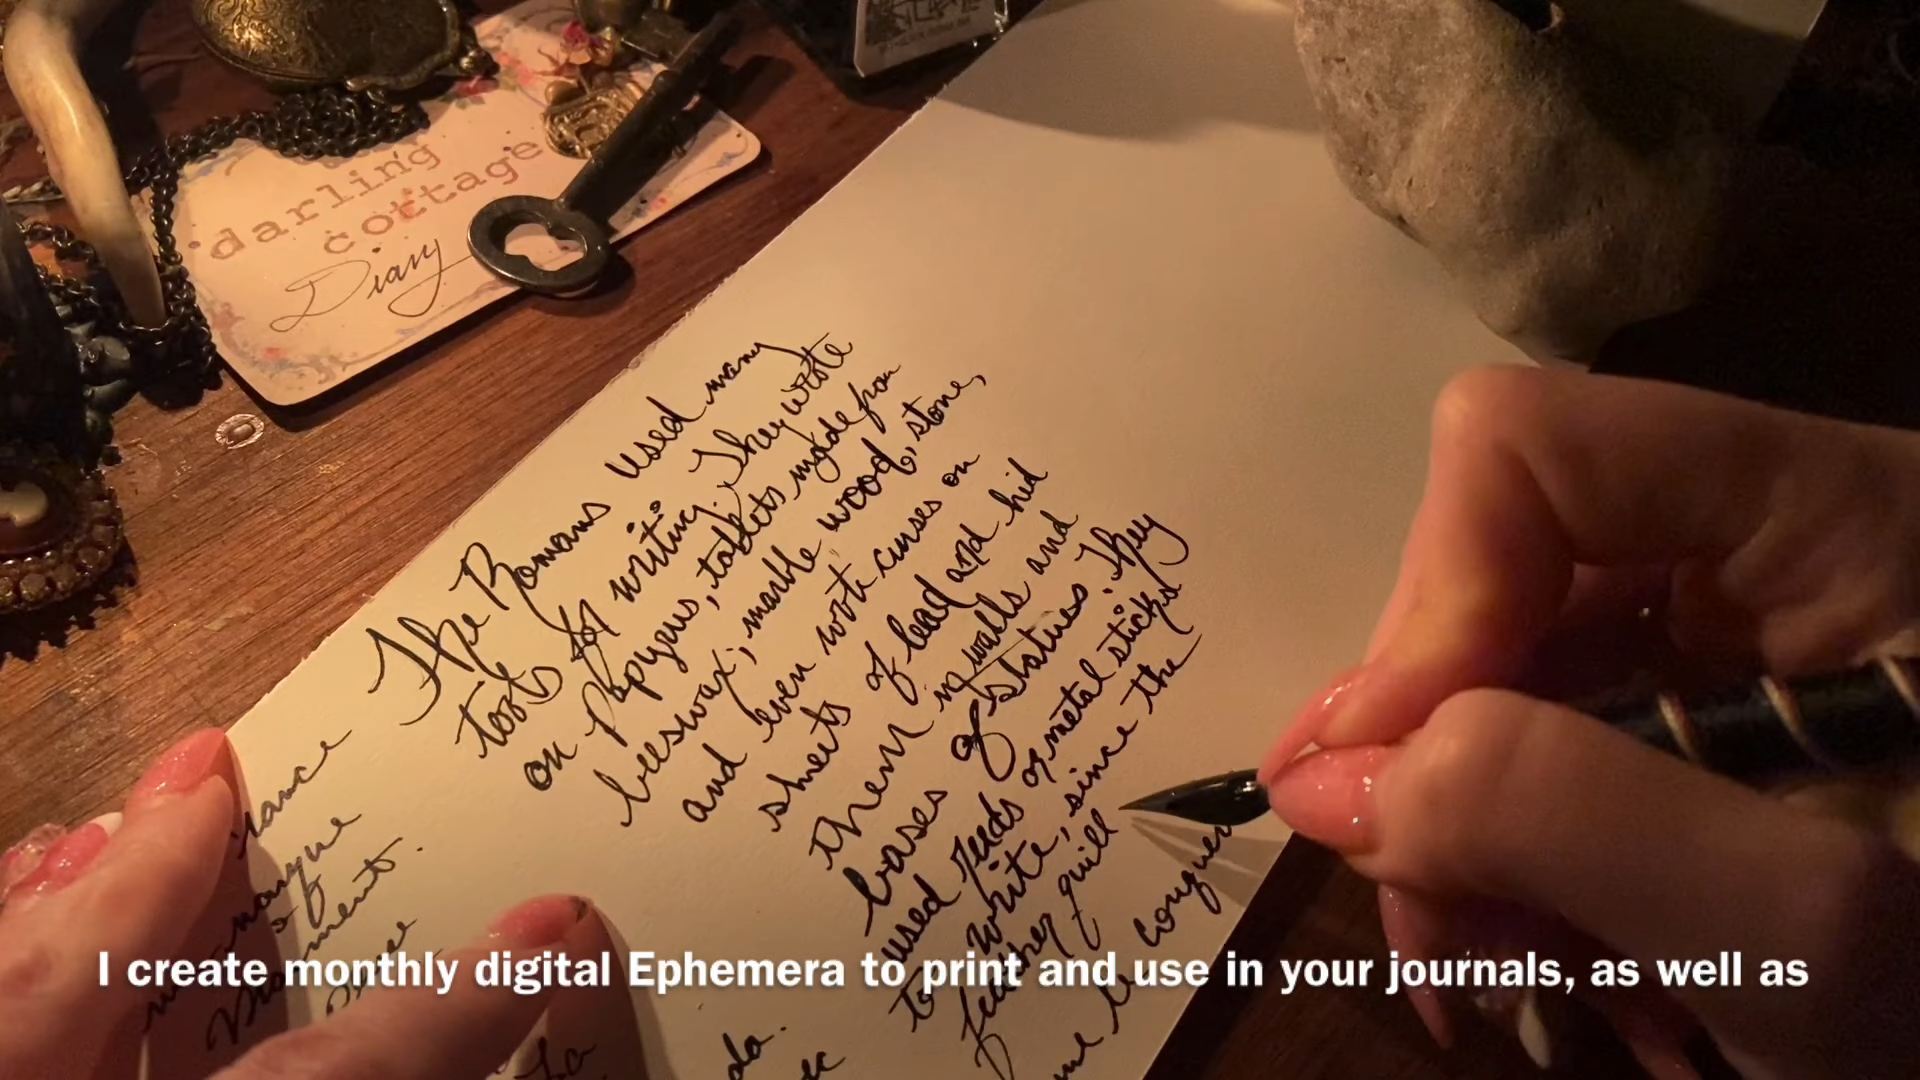 darling
cottage
Diary
The Romans used many
tools for writing. They wrote
on Papyrus, tablets made from
beeswax; marble wood, stone,
and even wrote curses on
sheets of lead and hid
them in walls and
bases of statues. They
used reeds or metal sticks
to write, since the
feather quill
conquer
I create monthly digital Ephemera to print and use in your journals, as well as